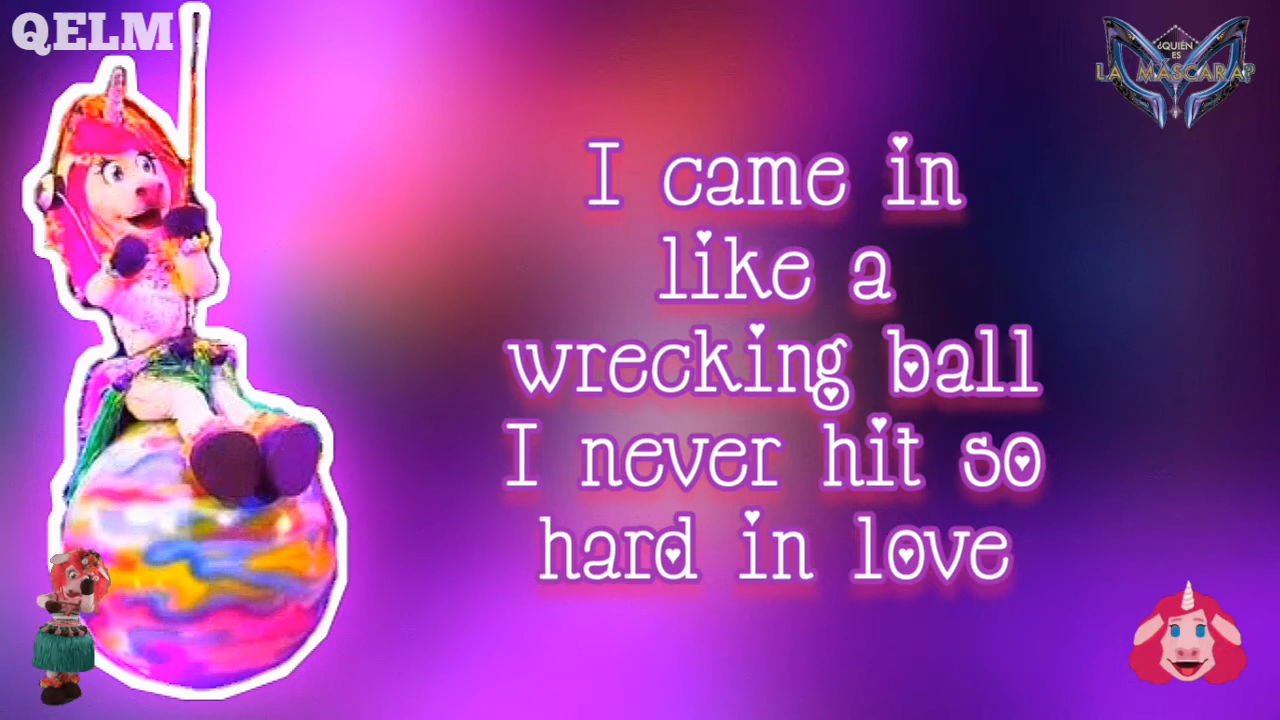 QELM
¿QUIÉN
ES
LA MÁSCARA?
I came in
like a
wrecking ball
I never hit so
hard in love